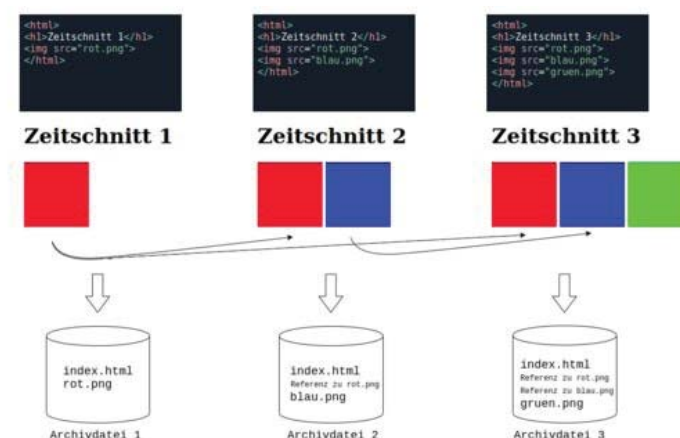 <html>
<h1>Zeitschnitt 1</h1>
<img src="rot.png">
</html>
Zeitschnitt 1
index.html
rot.png
Archivdatei 1
<html>
<h1>Zeitschnitt 2</h1>
<img src="rot.png">
<img src="blau.png">
</html>
Zeitschnitt 2
index.html
Referenz zu rot.png
blau.png
Archivdatei 2
<html>
<h1>Zeitschnitt 3</h1>
<img src="rot.png">
<img src="blau.png">
<img src="gruen.png">
</html>
Zeitschnitt 3
index.html
Referenz zu rot.png
Referenz zu blau.png
gruen.png
Archivdatei 3